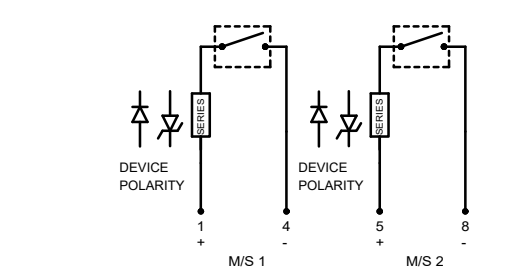 SERIES
SERIES
DEVICE
POLARITY
DEVICE
POLARITY
1 4 5 8
+ - + -
M/S 1 M/S 2